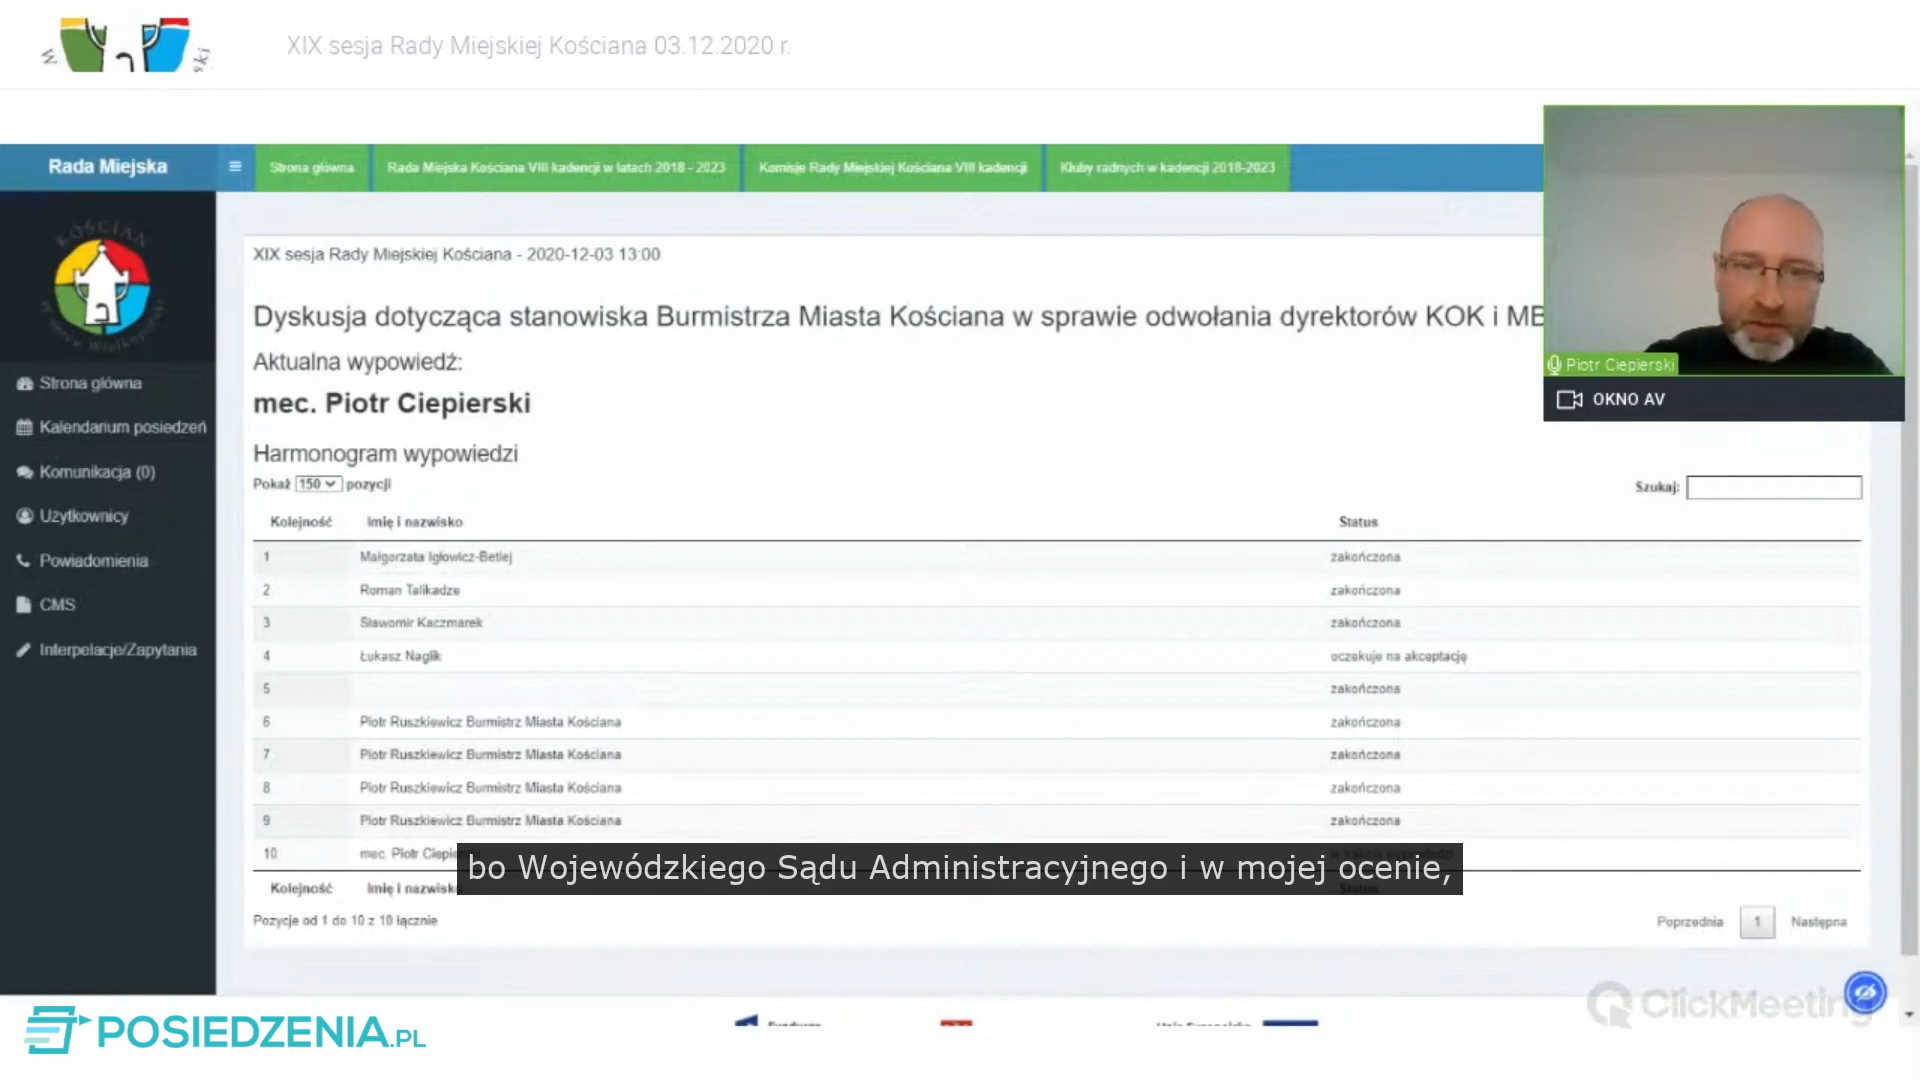 XIX sesja Rady Miejskiej Kościana 03.12.2020 r.
Rada Miejska
Strona główna
Rada Miejska Kościana VIII kadencji w latach 2018 - 2023
Komisje Rady Miejskiej Kościana VIII kadencji
Kluby radnych w kadencji 2018-2023
KOŚCIAN
Strona główna
Kalendarium posiedzeń
Komunikacja (0)
Użytkownicy
Powiadomienia
CMS
Interpelacje/Zapytania
XIX sesja Rady Miejskiej Kościana - 2020-12-03 13:00
Dyskusja dotycząca stanowiska Burmistrza Miasta Kościana w sprawie odwołania dyrektorów KOK i MB
Aktualna wypowiedź:
mec. Piotr Ciepierski
Harmonogram wypowiedzi
Pokaż 150 pozycji
Szukaj:
Piotr Ciepierski
OKNO AV
Kolejność Imię i nazwisko Status
1 Małgorzata Igłowicz-Betlej zakończona
2 Roman Talikadze zakończona
3 Sławomir Kaczmarek zakończona
4 Łukasz Naglik oczekuje na akceptację
5 zakończona
6 Piotr Ruszkiewicz Burmistrz Miasta Kościana zakończona
7 Piotr Ruszkiewicz Burmistrz Miasta Kościana zakończona
8 Piotr Ruszkiewicz Burmistrz Miasta Kościana zakończona
9 Piotr Ruszkiewicz Burmistrz Miasta Kościana zakończona
10 mec. Piotr
bo Wojewódzkiego Sądu Administracyjnego i w mojej ocenie,
Kolejność Imię i nazwisko Status
Pozycje od 1 do 10 z 10 łącznie
Poprzednia 1 Następna
ClickMeeting
POSIEDZENIA.PL